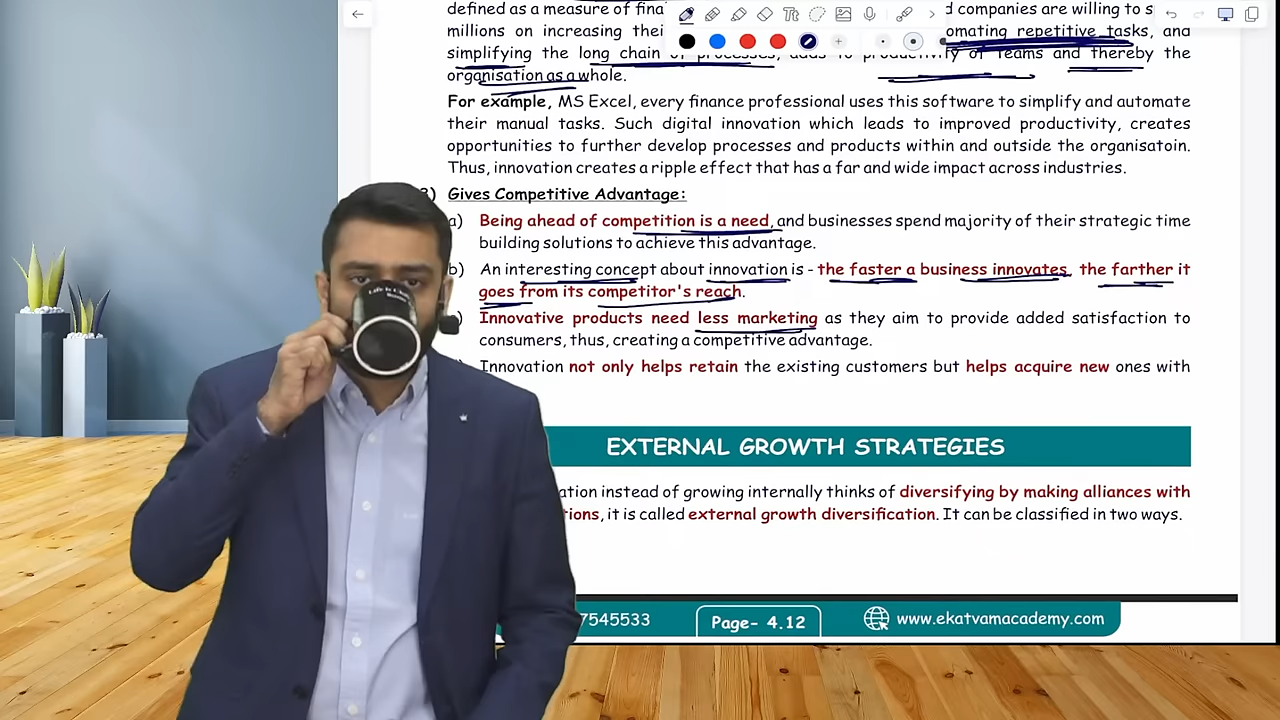 defined as a measure of fina d companies are willing to s
millions on increasing thei omating repetitive tasks, and
simplifying the long chain of processes, adds to productivity of teams and thereby the
organisation as a whole.
For example, MS Excel, every finance professional uses this software to simplify and automate
their manual tasks. Such digital innovation which leads to improved productivity, creates
opportunities to further develop processes and products within and outside the organisatoin.
Thus, innovation creates a ripple effect that has a far and wide impact across industries.
3) Gives Competitive Advantage:
a) Being ahead of competition is a need, and businesses spend majority of their strategic time
building solutions to achieve this advantage.
b) An interesting concept about innovation is - the faster a business innovates, the farther it
goes from its competitor's reach.
) Innovative products need less marketing as they aim to provide added satisfaction to
consumers, thus, creating a competitive advantage.
Innovation not only helps retain the existing customers but helps acquire new ones with
EXTERNAL GROWTH STRATEGIES
ation instead of growing internally thinks of diversifying by making alliances with
tions, it is called external growth diversification. It can be classified in two ways.
7545533 Page- 4.12 www.ekatvamacademy.com